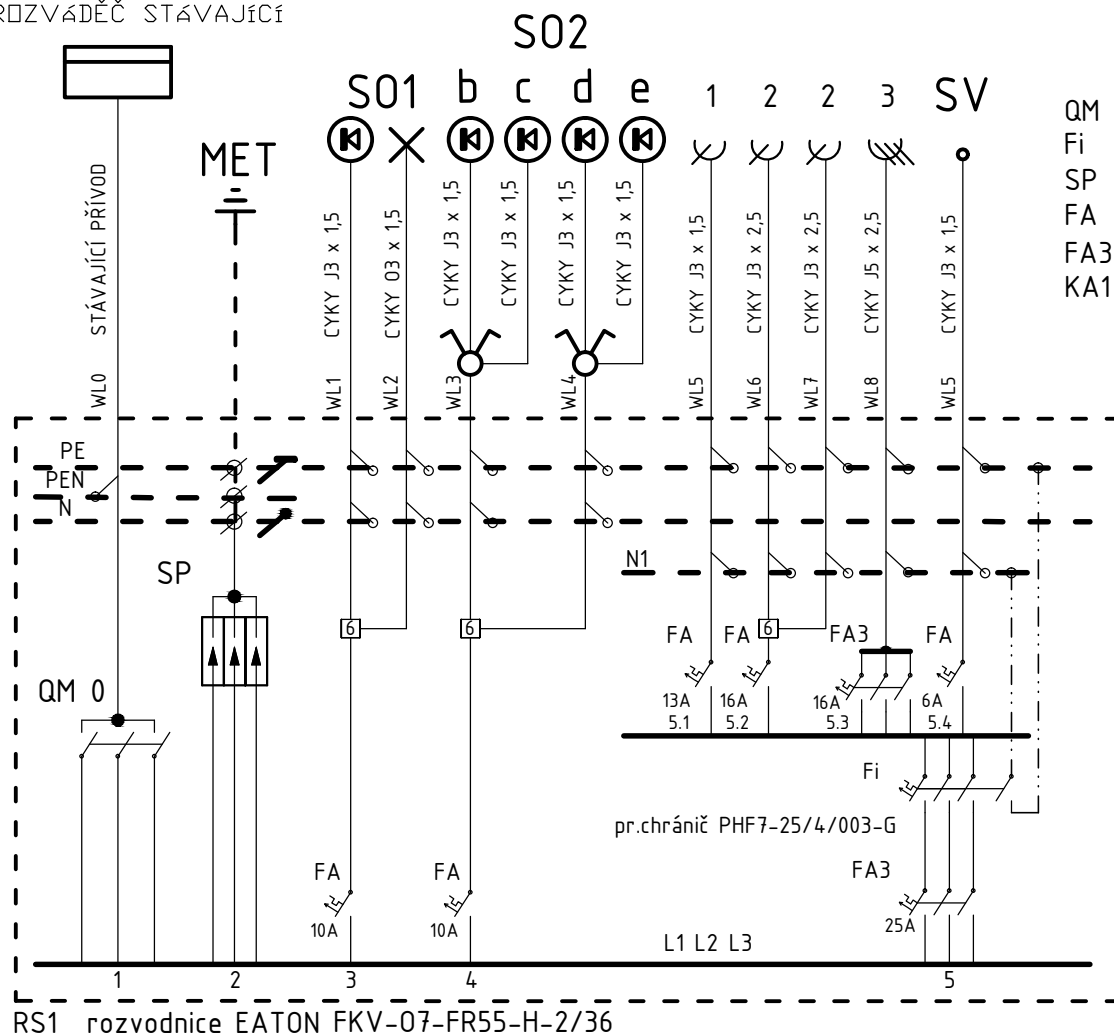 ROZVáDĚČ STáVAJíCí
SO2
SO1 b c d e 1 2 2 3 SV
MET
QM
Fi
SP
FA
FA3
KA1
STÁVAJÍCÍ PŘÍVOD
CYKY J3 x 1,5
CYKY O3 x 1,5
CYKY J3 x 1,5
CYKY J3 x 1,5
CYKY J3 x 1,5
CYKY J3 x 1,5
CYKY J3 x 1,5
CYKY J3 x 2,5
CYKY J3 x 2,5
CYKY J5 x 2,5
CYKY J3 x 1,5
WL0
WL1
WL2
WL3
WL4
WL5
WL6
WL7
WL8
WL5
PE
PEN
N
N1
SP
6 6 6
FA FA FA3 FA
13A 16A 16A 6A
5.1 5.2 5.3 5.4
QM 0
Fi
pr.chránič PHF7-25/4/003-G
FA3
25A
FA FA
10A 10A
L1 L2 L3
1 2 3 4 5
RS1 rozvodnice EATON FKV-07-FR55-H-2/36